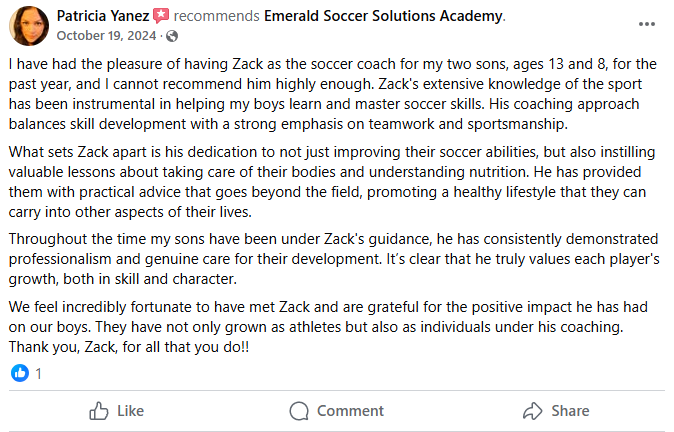 Patricia Yanez recommends Emerald Soccer Solutions Academy.
October 19, 2024 ·
I have had the pleasure of having Zack as the soccer coach for my two sons, ages 13 and 8, for the
past year, and I cannot recommend him highly enough. Zack's extensive knowledge of the sport
has been instrumental in helping my boys learn and master soccer skills. His coaching approach
balances skill development with a strong emphasis on teamwork and sportsmanship.
What sets Zack apart is his dedication to not just improving their soccer abilities, but also instilling
valuable lessons about taking care of their bodies and understanding nutrition. He has provided
them with practical advice that goes beyond the field, promoting a healthy lifestyle that they can
carry into other aspects of their lives.
Throughout the time my sons have been under Zack's guidance, he has consistently demonstrated
professionalism and genuine care for their development. It’s clear that he truly values each player's
growth, both in skill and character.
We feel incredibly fortunate to have met Zack and are grateful for the positive impact he has had
on our boys. They have not only grown as athletes but also as individuals under his coaching.
Thank you, Zack, for all that you do!!
1
Like Comment Share